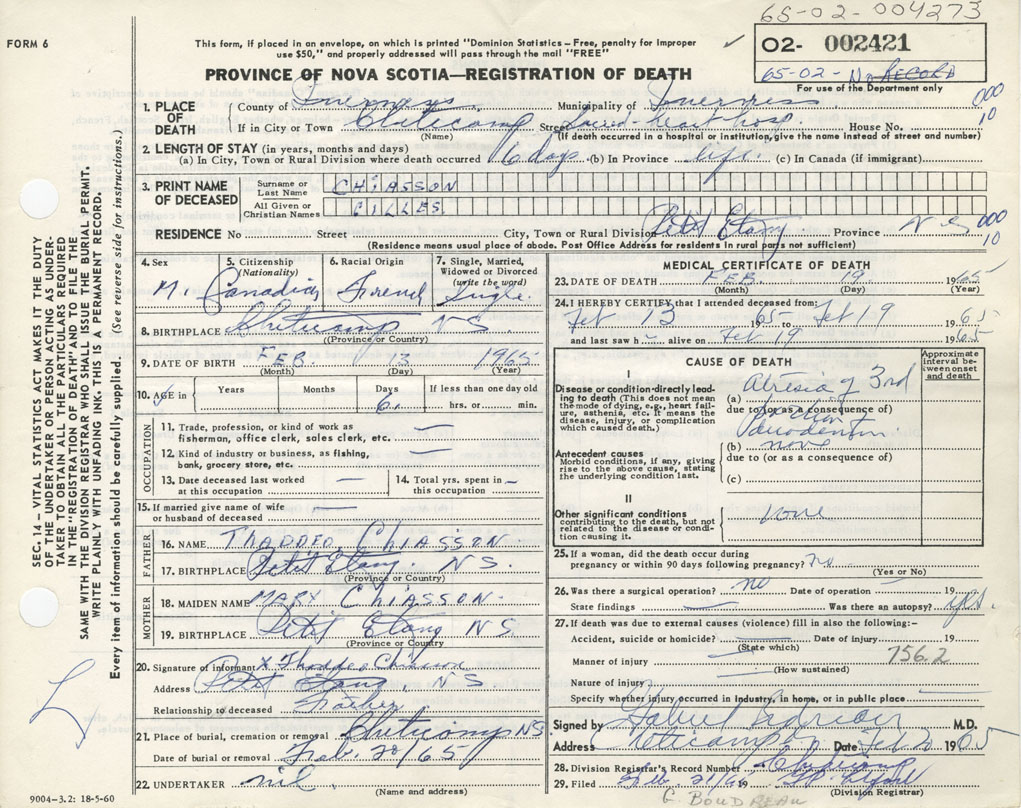 65-02-004273
FORM 6
This form, if placed in an envelope, on which is printed "Dominion Statistics—Free, penalty for improper
use $50," and properly addressed will pass through the mail "FREE"
02- 002421
65-02- No RECORD
For use of the Department only
PROVINCE OF NOVA SCOTIA—REGISTRATION OF DEATH
1. PLACE OF DEATH
County of Inverness Municipality of Inverness 000
If in City or Town Cheticamp Street Sacred-heart hosp. House No. 10
(Name) (If death occurred in a hospital or institution, give the name instead of street and number)
2. LENGTH OF STAY (in years, months and days)
(a) In City, Town or Rural Division where death occurred 6 days (b) In Province life. (c) In Canada (if immigrant)
3. PRINT NAME OF DECEASED
Surname or Last Name CHIASSON
All Given or Christian Names GILLES
RESIDENCE No Street City, Town or Rural Division Petit Etang Province N S 000
10
(Residence means usual place of abode. Post Office Address for residents in rural parts not sufficient)
4. Sex M.
5. Citizenship (Nationality) Canadian
6. Racial Origin French
7. Single, Married, Widowed or Divorced (write the word) Single
8. BIRTHPLACE Cheticamp NS
(Province or Country)
9. DATE OF BIRTH FEB. 13 1965
(Month) (Day) (Year)
10. AGE in Years Months Days 6. If less than one day old hrs. or min.
OCCUPATION
11. Trade, profession, or kind of work as
fisherman, office clerk, sales clerk, etc. —
12. Kind of industry or business, as fishing,
bank, grocery store, etc. —
13. Date deceased last worked
at this occupation —
14. Total yrs. spent in
this occupation —
15. If married give name of wife
or husband of deceased —
FATHER
16. NAME THADDEO CHIASSON
17. BIRTHPLACE Petit Etang. N S.
(Province or Country)
MOTHER
18. MAIDEN NAME MARY CHIASSON
19. BIRTHPLACE Petit Etang N S
(Province or Country)
20. Signature of informant X Thaddeo Chiasson
Address Petit Etang, N S
Relationship to deceased Father
21. Place of burial, cremation or removal Cheticamp NS
Date of burial or removal Feb. 20/65
22. UNDERTAKER nil
(Name and address)
9004-3.2: 18-5-60
MEDICAL CERTIFICATE OF DEATH
23. DATE OF DEATH FEB. 19 1965
(Month) (Day) (Year)
24. I HEREBY CERTIFY that I attended deceased from:
Feb 13 1965 to Feb 19 1965
and last saw h alive on Feb 19 1965
CAUSE OF DEATH
Approximate interval between onset and death
I
Disease or condition directly leading to death (This does not mean the mode of dying, e.g., heart failure, asthenia, etc. It means the disease, injury, or complication which caused death.)
(a) Atresia of 3rd
due to (or as a consequence of)
Antecedent causes
Morbid conditions, if any, giving rise to the above cause, stating the underlying condition last.
(b) none
due to (or as a consequence of)
(c)
II
Other significant conditions contributing to the death, but not related to the disease or condition causing it.
none
25. If a woman, did the death occur during
pregnancy or within 90 days following pregnancy? No
(Yes or No)
26. Was there a surgical operation? no Date of operation 19
State findings — Was there an autopsy? yes.
27. If death was due to external causes (violence) fill in also the following:—
Accident, suicide or homicide? Date of injury 19
(State which)
Manner of injury 756.2
(How sustained)
Nature of injury
Specify whether injury occurred in industry, in home, or in public place
Signed by Gabriel M.D.
Address Cheticamp Date 1965
28. Division Registrar's Record Number Cheticamp
29. Filed Feb 21/65
(Division Registrar)
G. BOUDREAU
SEC. 14 – VITAL STATISTICS ACT MAKES IT THE DUTY
OF THE UNDERTAKER OR PERSON ACTING AS UNDER-
TAKER TO OBTAIN ALL THE PARTICULARS REQUIRED
IN THE "REGISTRATION OF DEATH" AND TO FILE THE
SAME WITH THE DIVISION REGISTRAR WHO SHALL ISSUE THE BURIAL PERMIT.
WRITE PLAINLY WITH UNFADING INK. THIS IS A PERMANENT RECORD.
Every item of information should be carefully supplied. (See reverse side for instructions.)